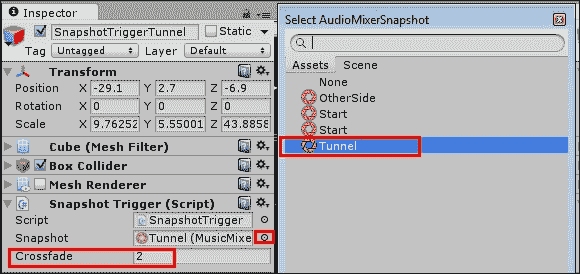 Inspector
SnapshotTriggerTunnel Static
Tag Untagged Layer Default
Transform
Position X -29.1 Y 2.7 Z -6.9
Rotation X 0 Y 0 Z 0
Scale X 9.76252 Y 5.55001 Z 43.8858
Cube (Mesh Filter)
Box Collider
Mesh Renderer
Snapshot Trigger (Script)
Script SnapshotTrigger
Snapshot Tunnel (MusicMixe
Crossfade 2
Select AudioMixerSnapshot
Assets Scene
None
OtherSide
Start
Start
Tunnel